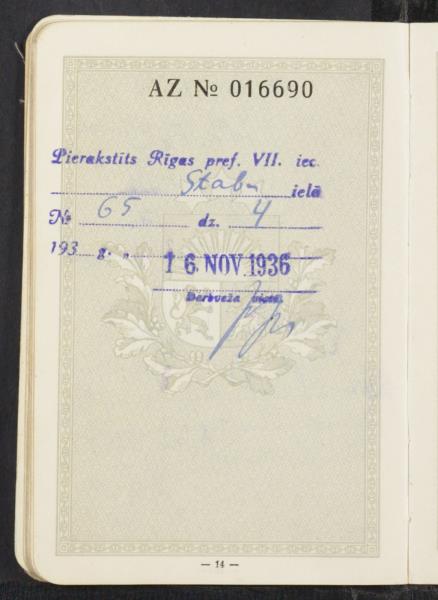 AZ № 016690
Pierakstīts Rīgas pref. VII. iec.
Stabu ielā
№ 65 dz. 4
193 g. „
16. NOV. 1936
Darbveža
— 14 —